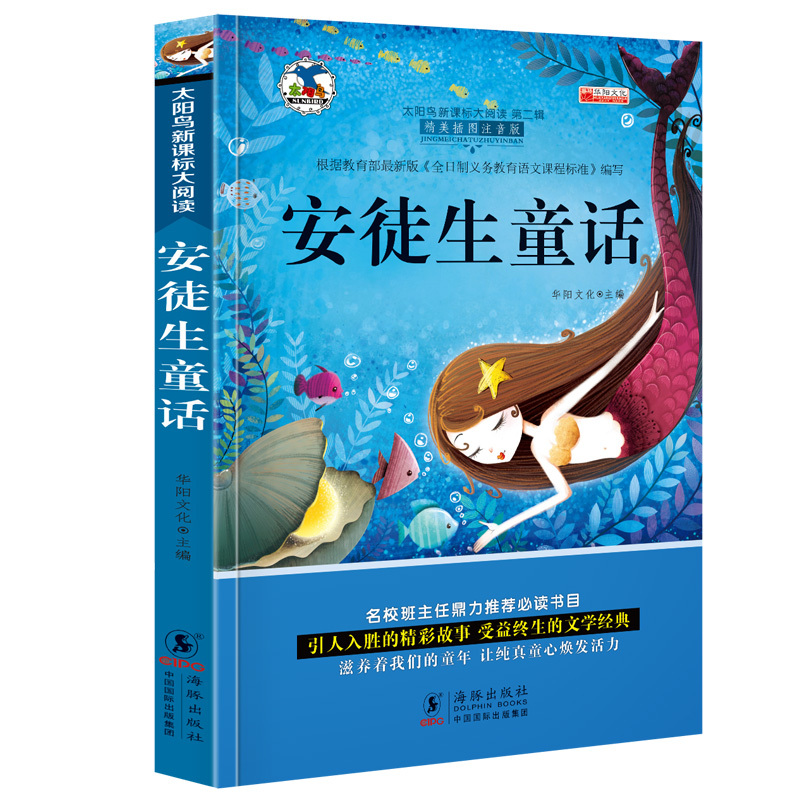 太阳鸟新课标大阅读
安徒生童话
华阳文化 主编
®
CIPG
海豚出版社
中国国际出版集团
太阳鸟
SUNBIRD
华阳文化
太阳鸟新课标大阅读 第二辑
精美插图注音版
JINGMEICHATUZHUYINBAN
根据教育部最新版《全日制义务教育语文课程标准》编写
安徒生童话
华阳文化 主编
名校班主任鼎力推荐必读书目
引人入胜的精彩故事 受益终生的文学经典
滋养着我们的童年 让纯真童心焕发活力
®
CIPG
海豚出版社
DOLPHIN BOOKS
中国国际出版集团